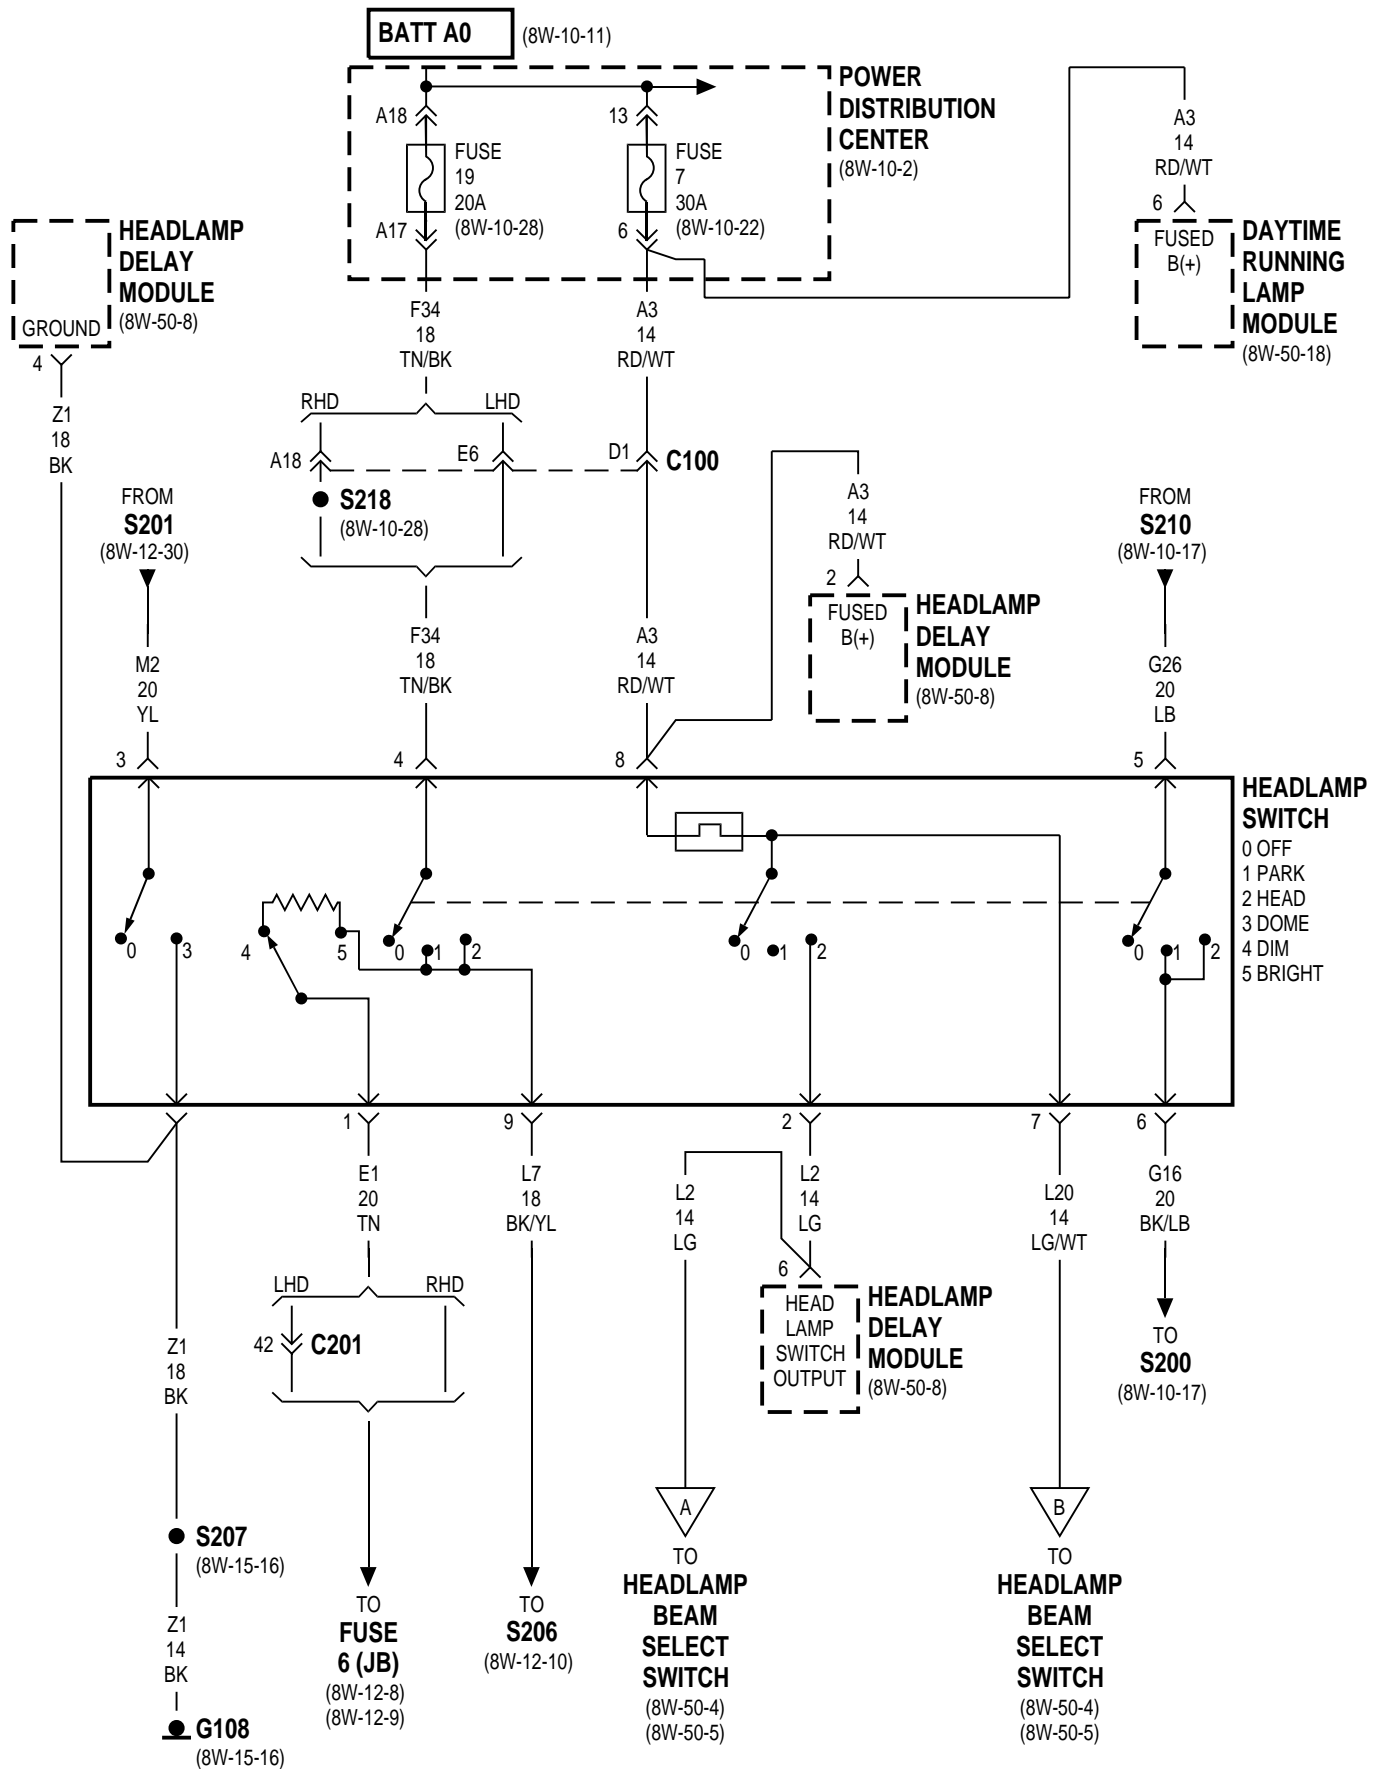 BATT A0
(8W-10-11)
POWER
DISTRIBUTION
CENTER
(8W-10-2)
A18
FUSE
19
20A
(8W-10-28)
A17
13
FUSE
7
30A
(8W-10-22)
6
A3
14
RD/WT
6
FUSED
B(+)
DAYTIME
RUNNING
LAMP
MODULE
(8W-50-18)
HEADLAMP
DELAY
MODULE
(8W-50-8)
GROUND
4
Z1
18
BK
F34
18
TN/BK
A3
14
RD/WT
RHD
LHD
A18
E6
D1
C100
S218
(8W-10-28)
A3
14
RD/WT
2
FUSED
B(+)
HEADLAMP
DELAY
MODULE
(8W-50-8)
FROM
S201
(8W-12-30)
FROM
S210
(8W-10-17)
M2
20
YL
F34
18
TN/BK
A3
14
RD/WT
G26
20
LB
3
4
8
5
HEADLAMP
SWITCH
0 OFF
1 PARK
2 HEAD
3 DOME
4 DIM
5 BRIGHT
0
3
4
5
0
1
2
0
1
2
0
1
2
1
9
2
7
6
E1
20
TN
L7
18
BK/YL
L2
14
LG
L2
14
LG
L20
14
LG/WT
G16
20
BK/LB
6
HEAD
LAMP
SWITCH
OUTPUT
HEADLAMP
DELAY
MODULE
(8W-50-8)
TO
S200
(8W-10-17)
LHD
RHD
42
C201
Z1
18
BK
S207
(8W-15-16)
Z1
14
BK
G108
(8W-15-16)
TO
FUSE
6 (JB)
(8W-12-8)
(8W-12-9)
TO
S206
(8W-12-10)
A
TO
HEADLAMP
BEAM
SELECT
SWITCH
(8W-50-4)
(8W-50-5)
B
TO
HEADLAMP
BEAM
SELECT
SWITCH
(8W-50-4)
(8W-50-5)